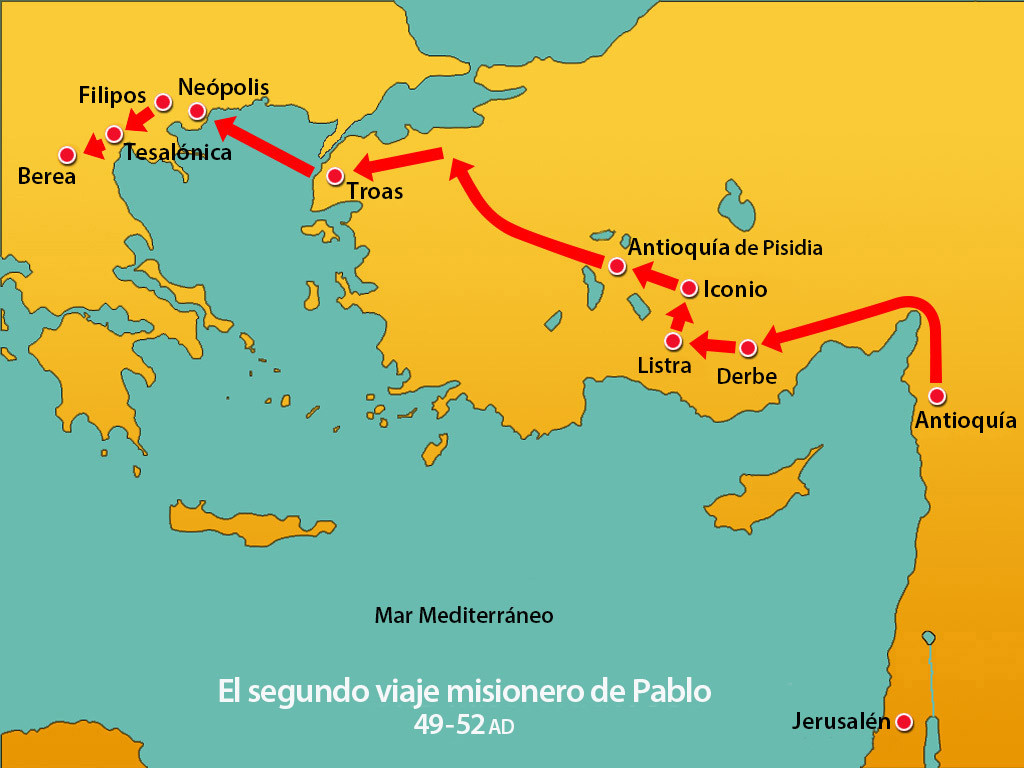 Neópolis
Filipos
Tesalónica
Berea
Troas
Antioquía de Pisidia
Iconio
Listra
Derbe
Antioquía
Mar Mediterráneo
El segundo viaje misionero de Pablo
49-52 AD
Jerusalén